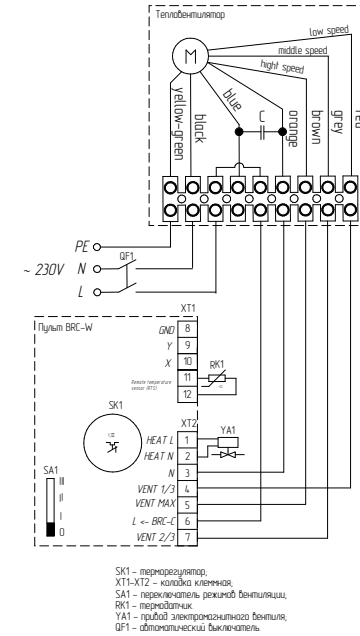 Тепловентилятор
low speed
middle speed
hight speed
M
yellow-green
black
blue
C
orange
brown
grey
red
PE
~ 230V N
QF1
L
Пульт BRC-W
XT1
GND 8
Y 9
X 10
Remote temperature
sensor (RTS)
11
12
RK1
SK1
XT2
YA1
HEAT L 1
HEAT N 2
N 3
VENT 1/3 4
VENT MAX 5
L <- BRC-C 6
VENT 2/3 7
SA1
III
II
I
0
SK1 – терморегулятор;
XT1-XT2 – колодка клеммная;
SA1 – переключатель режимов вентиляции;
RK1 – термодатчик
YA1 – привод электромагнитного вентиля;
QF1 – автоматический выключатель.